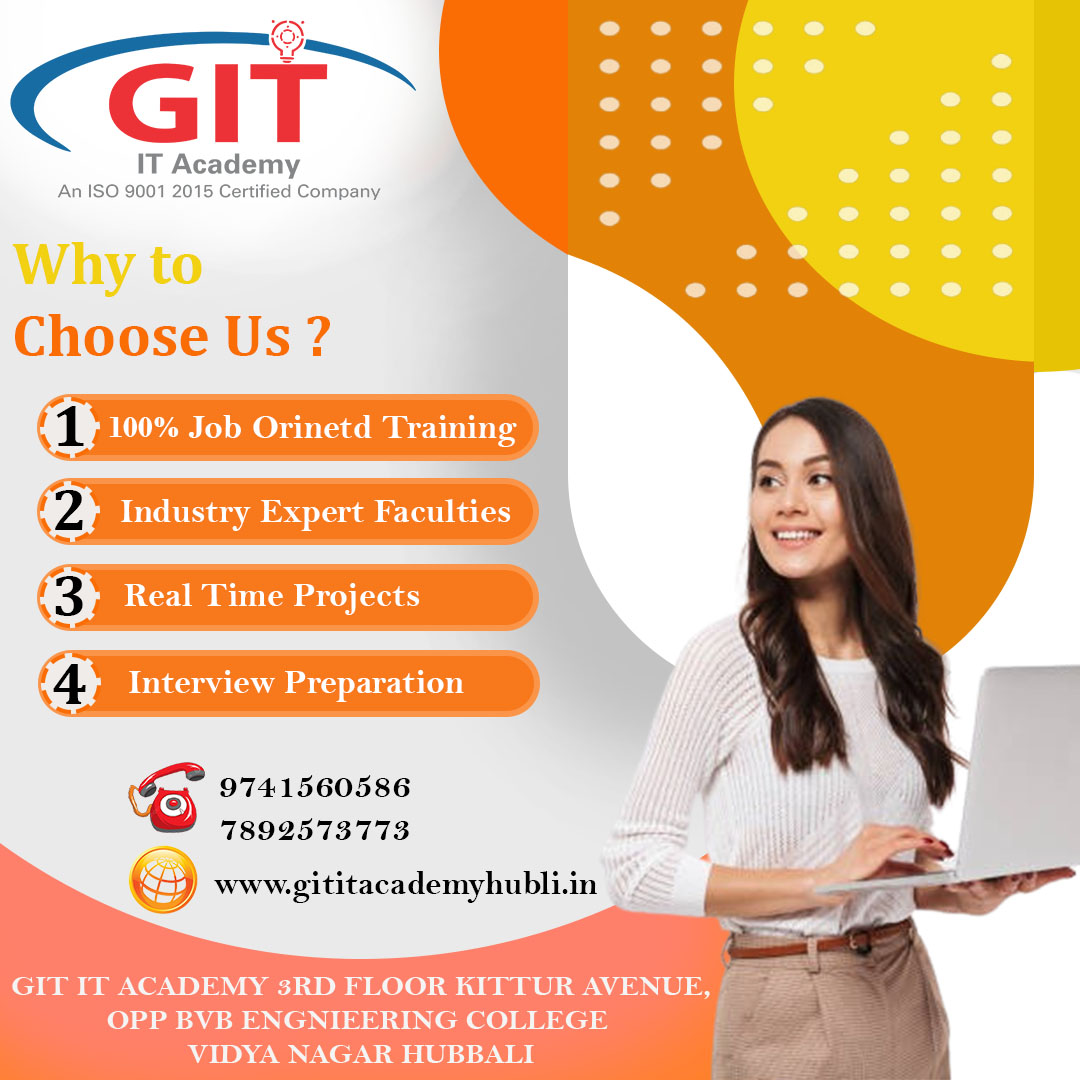 GIT
IT Academy
An ISO 9001 2015 Certified Company
Why to
Choose Us ?
1 100% Job Orinetd Training
2 Industry Expert Faculties
3 Real Time Projects
4 Interview Preparation
9741560586
7892573773
www.gititacademyhubli.in
GIT IT ACADEMY 3RD FLOOR KITTUR AVENUE,
OPP BVB ENGNIEERING COLLEGE
VIDYA NAGAR HUBBALI